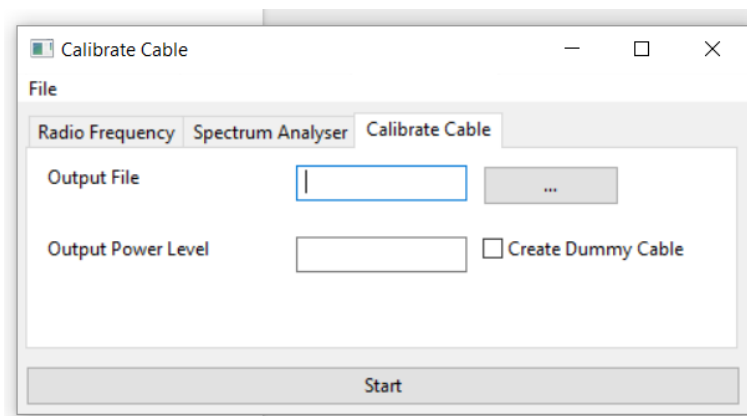 Calibrate Cable
File
Radio Frequency Spectrum Analyser Calibrate Cable
Output File ...
Output Power Level Create Dummy Cable
Start